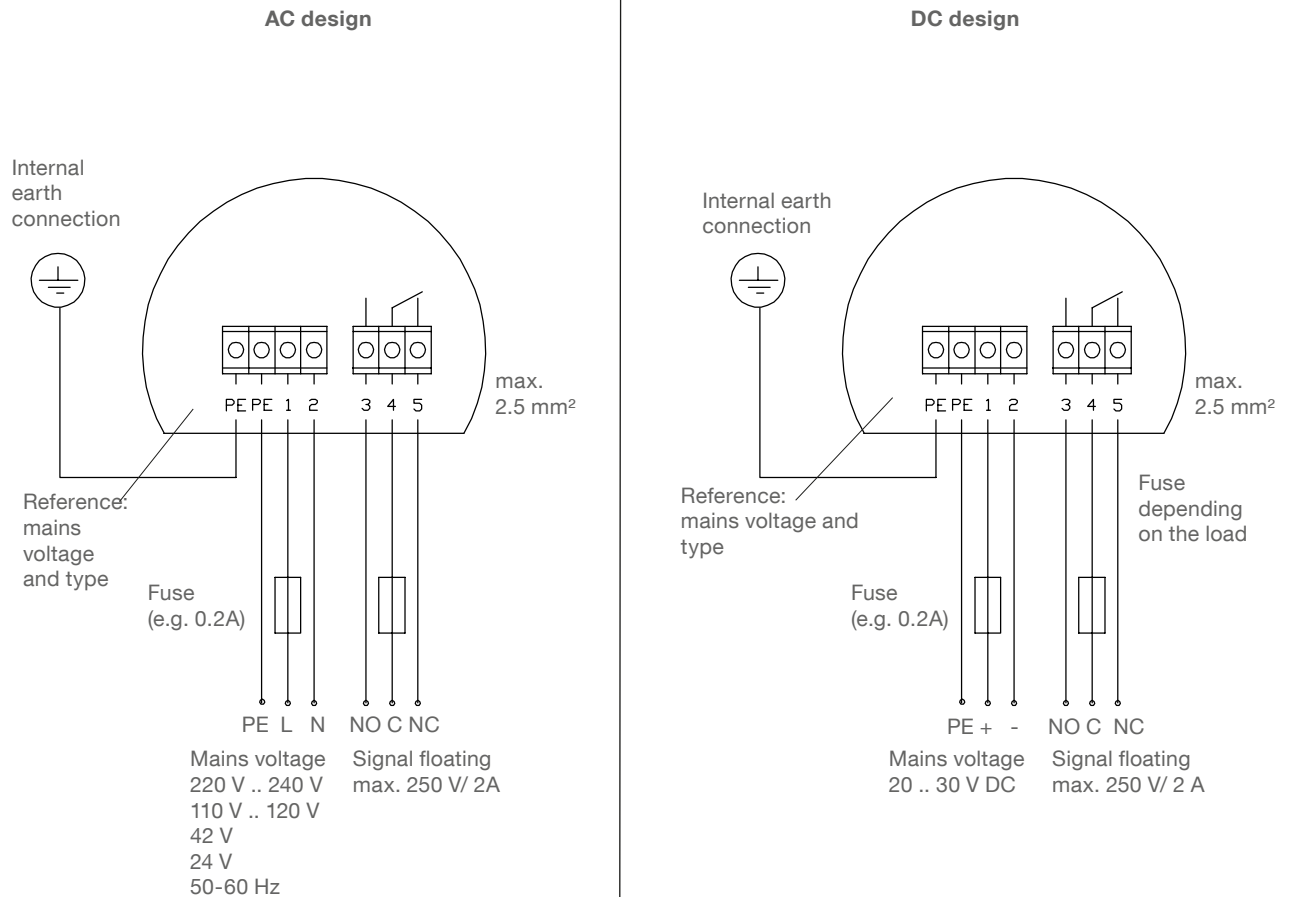 AC design
Internal
earth
connection
PE PE 1 2 3 4 5
max.
2.5 mm²
Reference:
mains
voltage
and type
Fuse
(e.g. 0.2A)
PE L N NO C NC
Mains voltage
220 V .. 240 V
110 V .. 120 V
42 V
24 V
50-60 Hz
Signal floating
max. 250 V/ 2A
DC design
Internal earth
connection
PE PE 1 2 3 4 5
max.
2.5 mm²
Reference:
mains voltage and
type
Fuse
depending
on the load
Fuse
(e.g. 0.2A)
PE + - NO C NC
Mains voltage
20 .. 30 V DC
Signal floating
max. 250 V/ 2 A